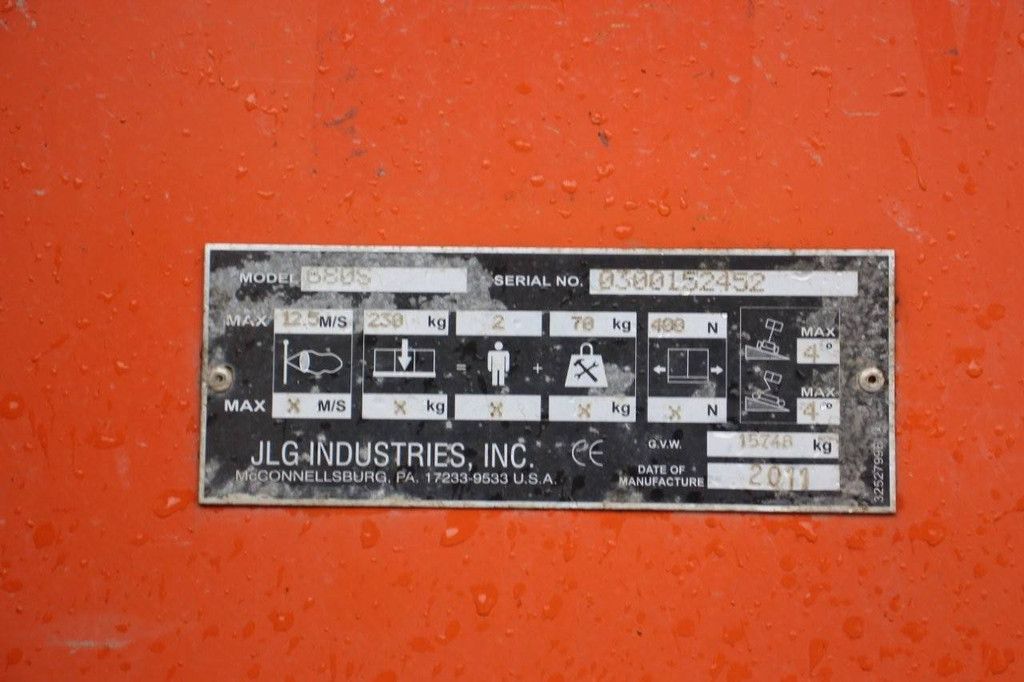 MODEL 680S SERIAL NO. 0300152452
MAX 12.5 M/S 230 kg 2 70 kg 400 N MAX
4°
= +
MAX
MAX X M/S X kg X X kg X N 4°
JLG INDUSTRIES, INC. CE G.V.W. 15748 kg
McCONNELLSBURG, PA. 17233-9533 U.S.A. DATE OF
MANUFACTURE 2011